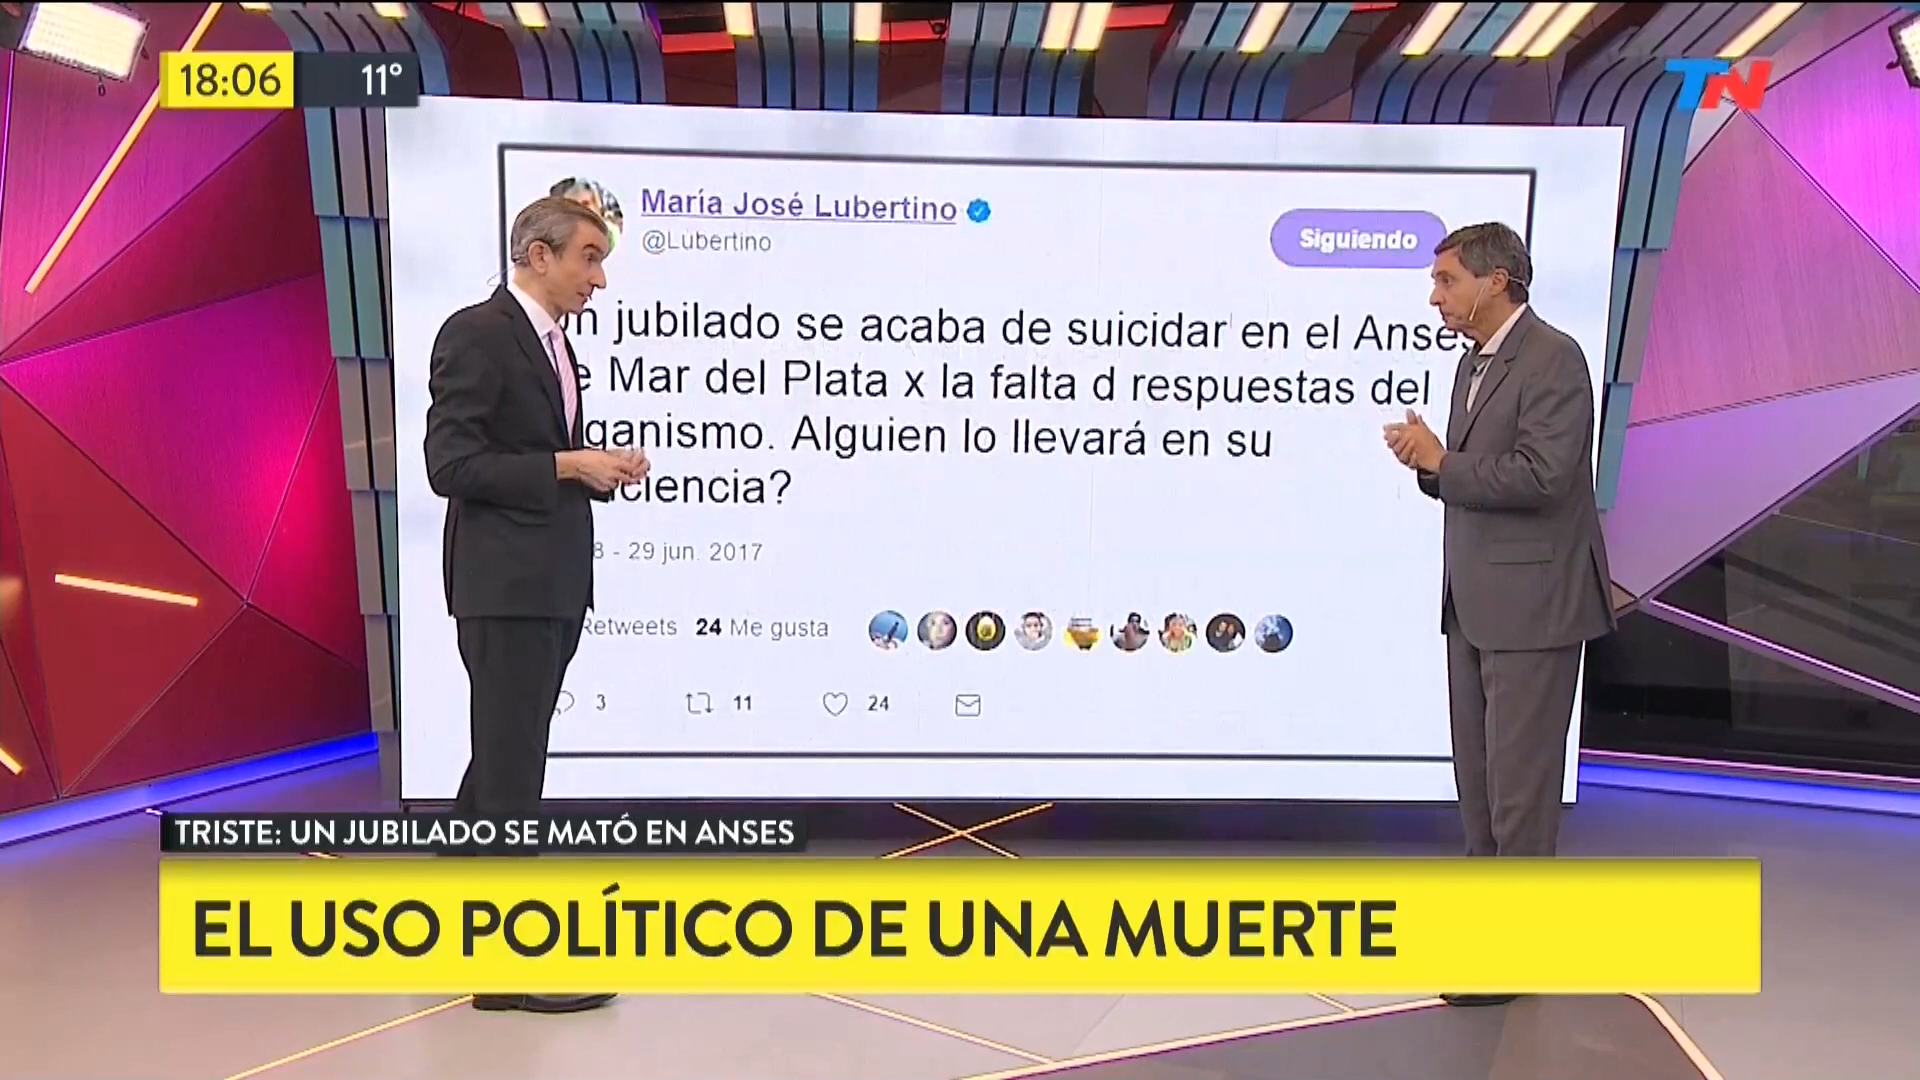 18:06 11°
TN
María José Lubertino
@Lubertino
Siguiendo
jubilado se acaba de suicidar en el Anses
Mar del Plata x la falta d respuestas del
ganismo. Alguien lo llevará en su
ciencia?
8 - 29 jun. 2017
Retweets 24 Me gusta
3 11 24
TRISTE: UN JUBILADO SE MATÓ EN ANSES
EL USO POLÍTICO DE UNA MUERTE